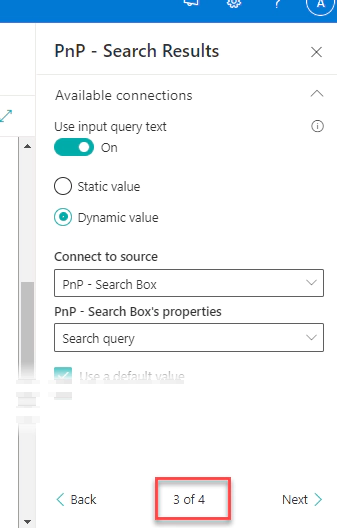 A
PnP - Search Results
Available connections
Use input query text
On
Static value
Dynamic value
Connect to source
PnP - Search Box
PnP - Search Box's properties
Search query
Use a default value
Back 3 of 4 Next